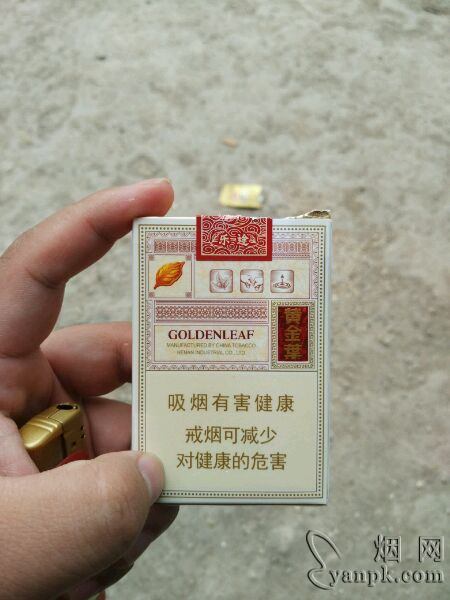 乐途
GOLDENLEAF
MANUFACTURED BY CHINA TOBACCO
HENAN INDUSTRIAL CO., LTD
黄金葉
吸烟有害健康
戒烟可减少
对健康的危害
烟网
yanpk.com